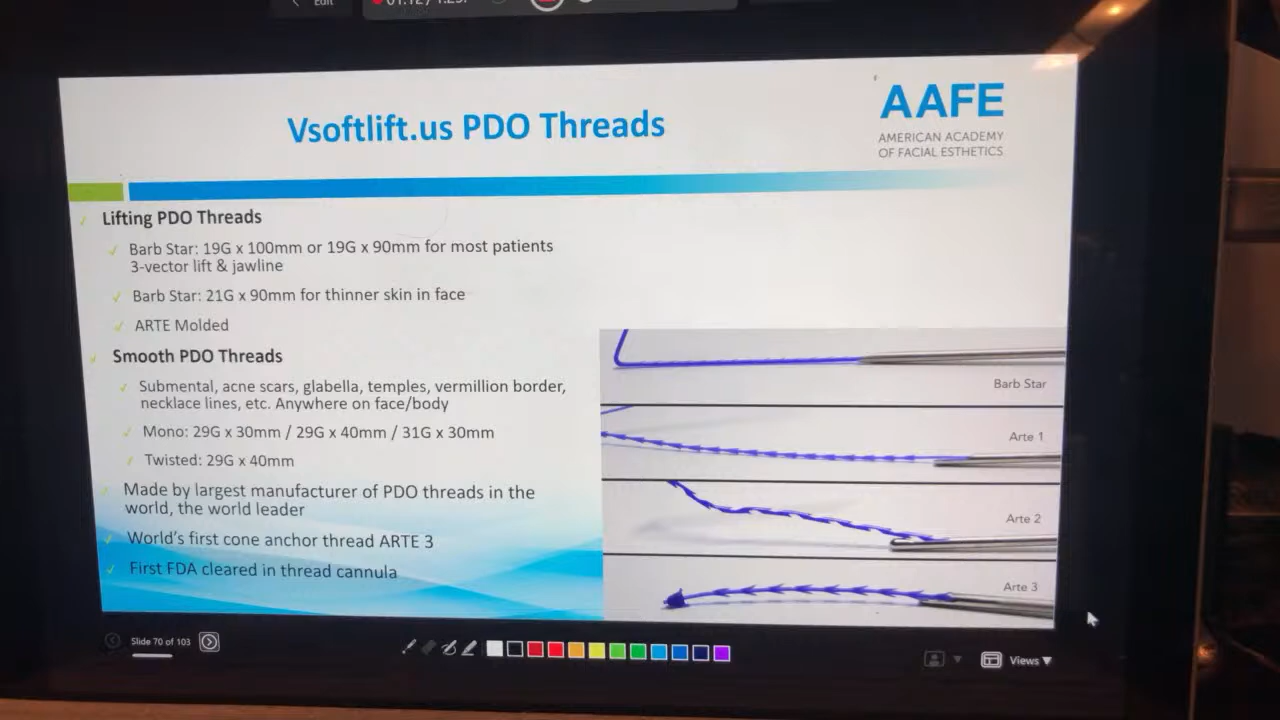 Edit
Vsoftlift.us PDO Threads
AAFE
AMERICAN ACADEMY
OF FACIAL ESTHETICS
Lifting PDO Threads
Barb Star: 19G x 100mm or 19G x 90mm for most patients
3-vector lift & jawline
Barb Star: 21G x 90mm for thinner skin in face
ARTE Molded
Smooth PDO Threads
Submental, acne scars, glabella, temples, vermillion border,
necklace lines, etc. Anywhere on face/body
Mono: 29G x 30mm / 29G x 40mm / 31G x 30mm
Twisted: 29G x 40mm
Made by largest manufacturer of PDO threads in the
world, the world leader
World's first cone anchor thread ARTE 3
First FDA cleared in thread cannula
Barb Star
Arte 1
Arte 2
Arte 3
Slide 70 of 103
Views